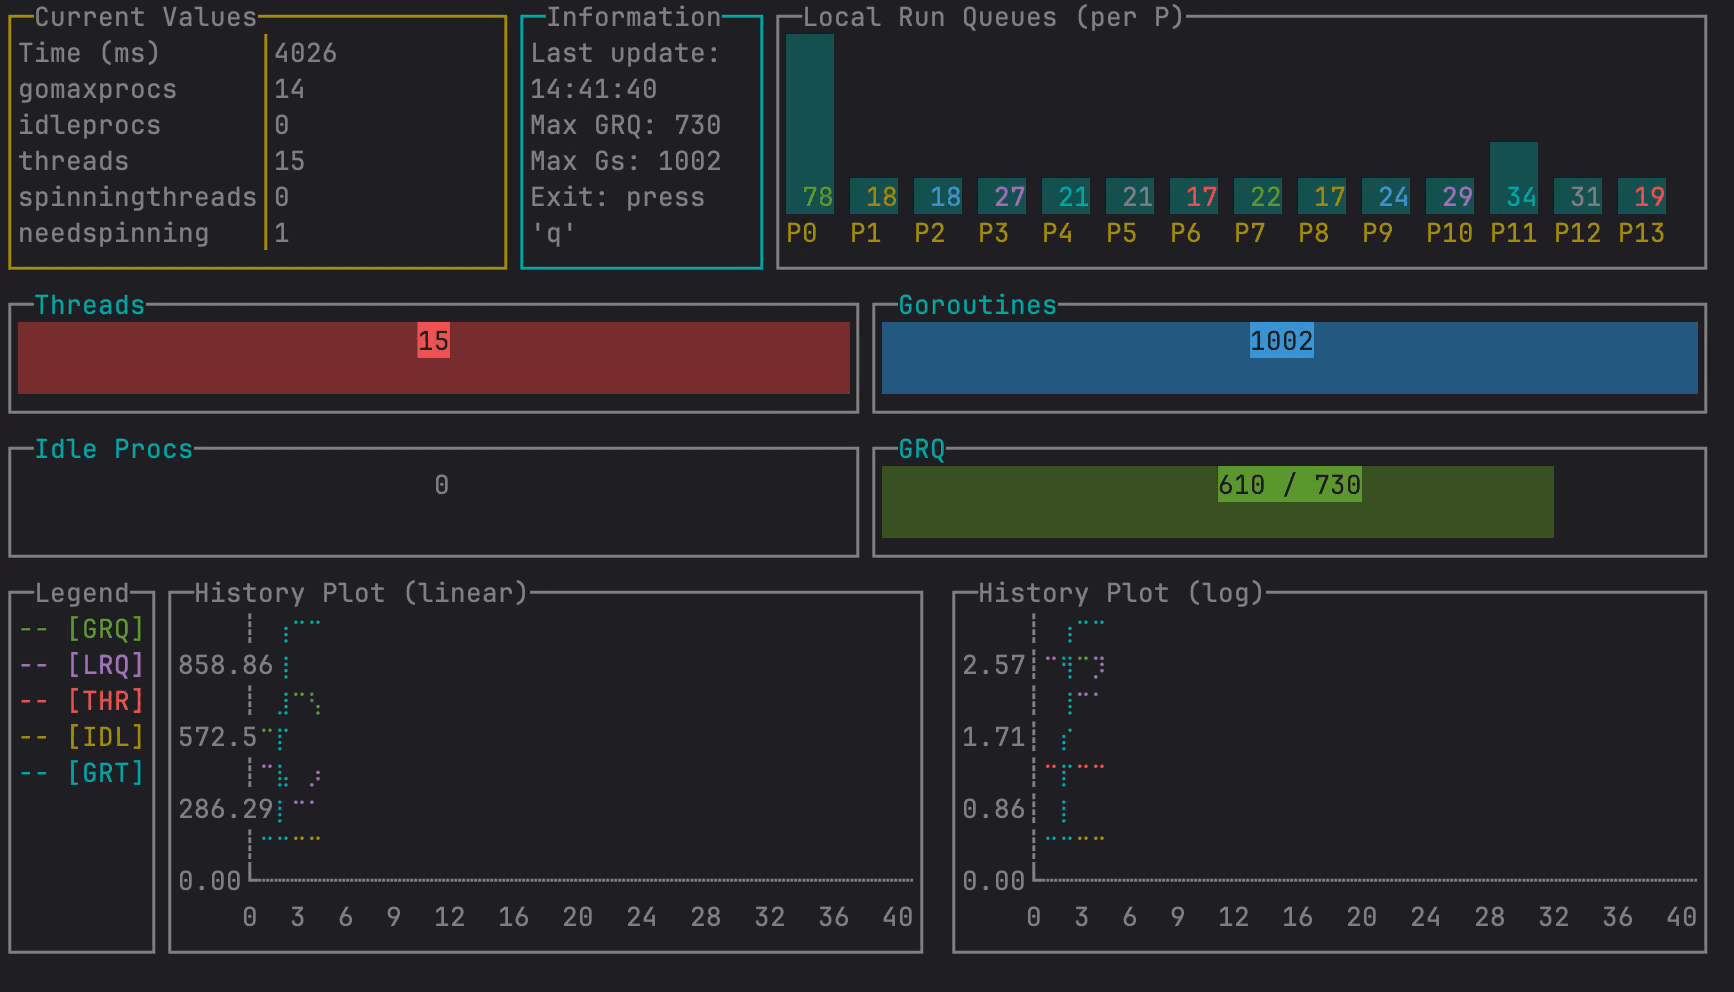 Current Values
Time (ms) 4026
gomaxprocs 14
idleprocs 0
threads 15
spinningthreads 0
needspinning 1
Information
Last update:
14:41:40
Max GRQ: 730
Max Gs: 1002
Exit: press
'q'
Local Run Queues (per P)
78 18 18 27 21 21 17 22 17 24 29 34 31 19
P0 P1 P2 P3 P4 P5 P6 P7 P8 P9 P10 P11 P12 P13
Threads
15
Goroutines
1002
Idle Procs
0
GRQ
610 / 730
Legend
-- [GRQ]
-- [LRQ]
-- [THR]
-- [IDL]
-- [GRT]
History Plot (linear)
858.86
572.5
286.29
0.00
0 3 6 9 12 16 20 24 28 32 36 40
History Plot (log)
2.57
1.71
0.86
0.00
0 3 6 9 12 16 20 24 28 32 36 40